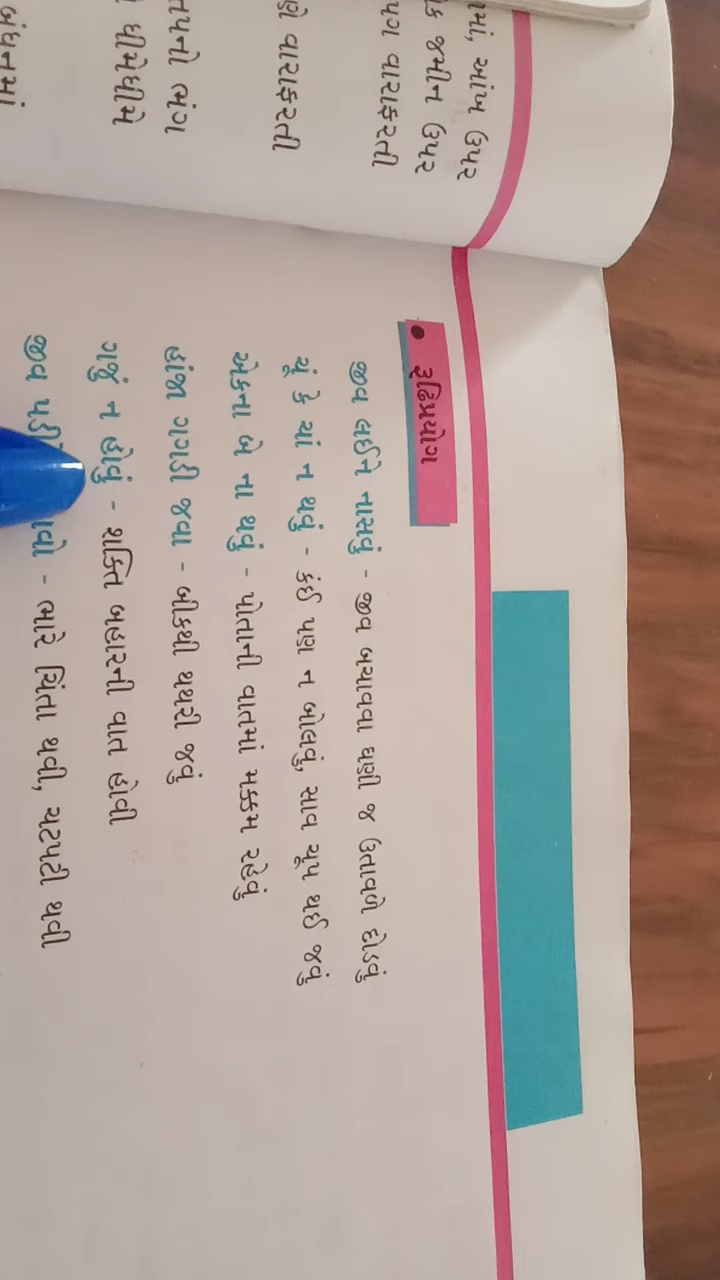 માં, આંખ ઉપર
ક જમીન ઉપર
પગ વારાફરતી
વારાફરતી
નો ભંગ
ધીમેધીમે
બંધનમાં
• રૂઢિપ્રયોગ
જીવ લઈને નાસવું - જીવ બચાવવા ઘણી જ ઉતાવળે દોડવું
ચૂં કે ચાં ન થવું - કંઈ પણ ન બોલવું, સાવ ચૂપ થઈ જવું
એકના બે ના થવું - પોતાની વાતમાં મક્કમ રહેવું
હાંજા ગગડી જવા - બીકથી થથરી જવું
ગજું ન હોવું - શક્તિ બહારની વાત હોવી
જીવ - ભારે ચિંતા થવી, ચટપટી થવી